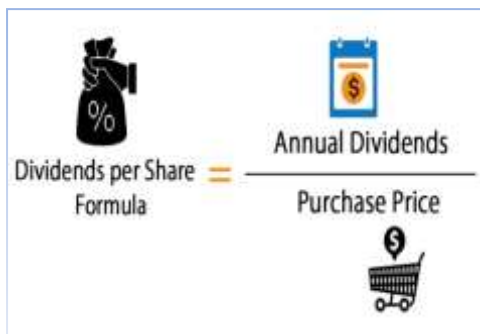 %
$
Annual Dividends
Dividends per Share =
Formula
Purchase Price
$